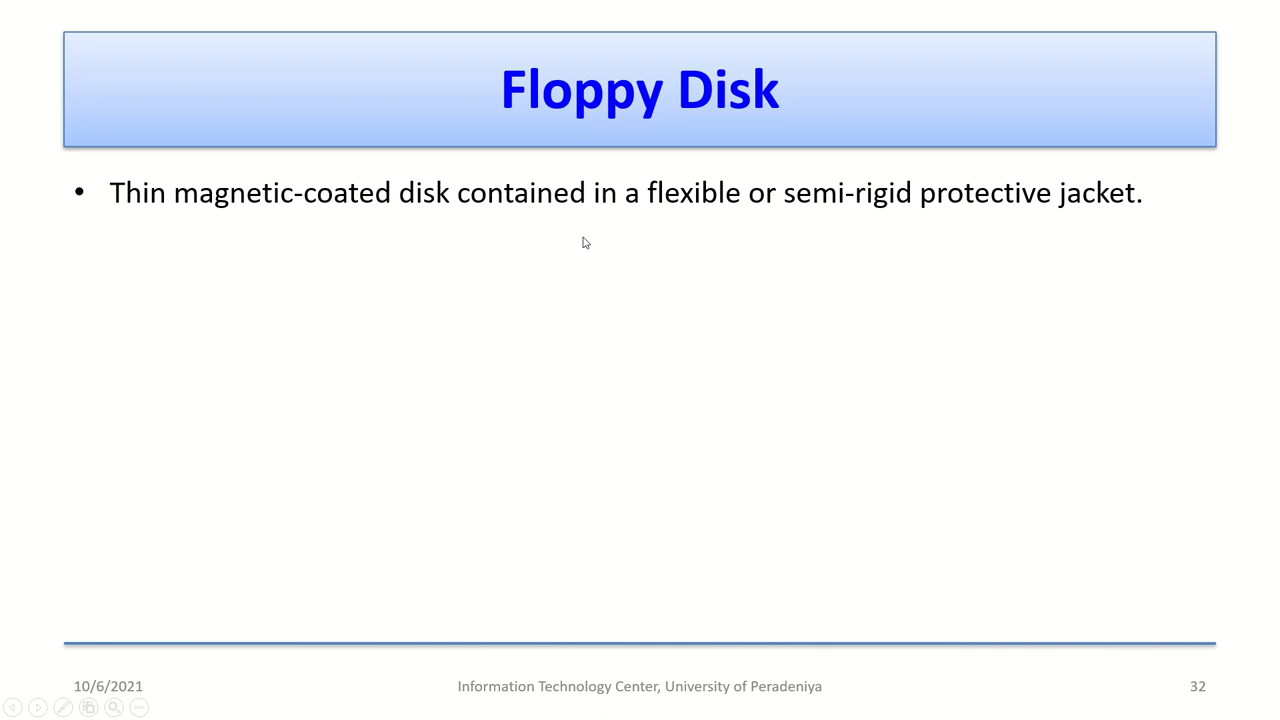 Floppy Disk
• Thin magnetic-coated disk contained in a flexible or semi-rigid protective jacket.
10/6/2021
Information Technology Center, University of Peradeniya
32